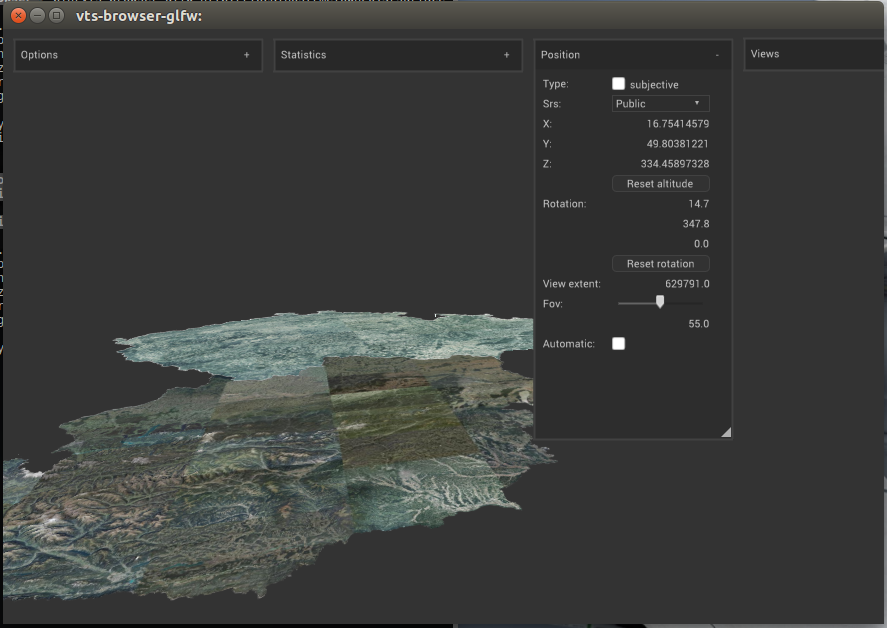 vts-browser-glfw:
Options +
Statistics +
Position -
Views
Type: subjective
Srs: Public
X: 16.75414579
Y: 49.80381221
Z: 334.45897328
Reset altitude
Rotation: 14.7
347.8
0.0
Reset rotation
View extent: 629791.0
Fov:
55.0
Automatic: